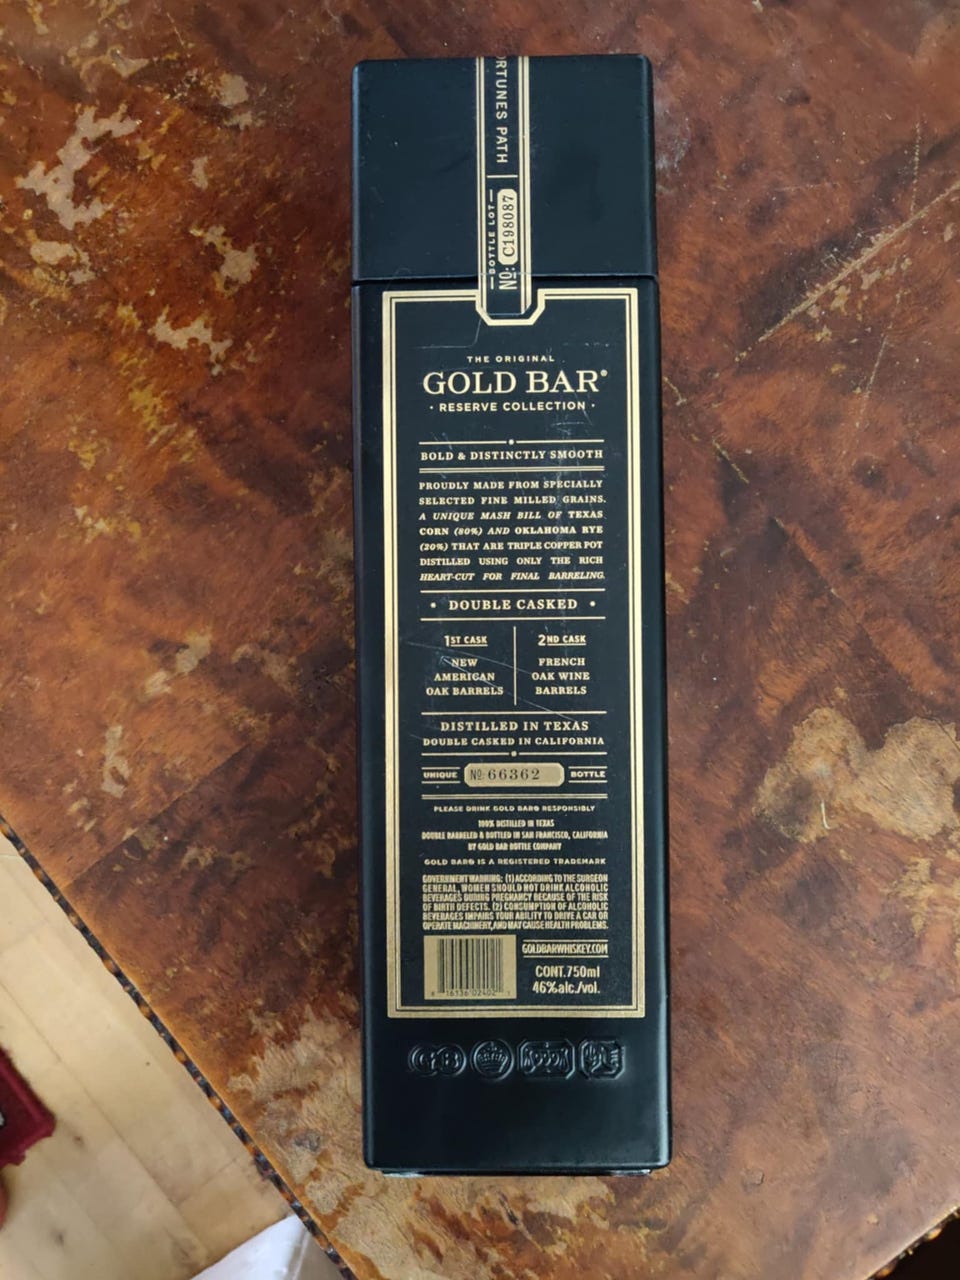 ORTUNES PATH
BOTTLE LOT
NO: C198087
THE ORIGINAL
GOLD BAR®
· RESERVE COLLECTION ·
BOLD & DISTINCTLY SMOOTH
PROUDLY MADE FROM SPECIALLY
SELECTED FINE MILLED GRAINS.
A UNIQUE MASH BILL OF TEXAS
CORN (80%) AND OKLAHOMA RYE
(20%) THAT ARE TRIPLE COPPER POT
DISTILLED USING ONLY THE RICH
HEART-CUT FOR FINAL BARRELING.
• DOUBLE CASKED •
1ST CASK
NEW
AMERICAN
OAK BARRELS
2ND CASK
FRENCH
OAK WINE
BARRELS
DISTILLED IN TEXAS
DOUBLE CASKED IN CALIFORNIA
UNIQUE No 66362 BOTTLE
PLEASE DRINK GOLD BAR® RESPONSIBLY
100% DISTILLED IN TEXAS
DOUBLE BARRELED & BOTTLED IN SAN FRANCISCO, CALIFORNIA
BY GOLD BAR BOTTLE COMPANY
GOLD BAR® IS A REGISTERED TRADEMARK
GOVERNMENT WARNING: (1) ACCORDING TO THE SURGEON
GENERAL, WOMEN SHOULD NOT DRINK ALCOHOLIC
BEVERAGES DURING PREGNANCY BECAUSE OF THE RISK
OF BIRTH DEFECTS. (2) CONSUMPTION OF ALCOHOLIC
BEVERAGES IMPAIRS YOUR ABILITY TO DRIVE A CAR OR
OPERATE MACHINERY, AND MAY CAUSE HEALTH PROBLEMS.
GOLDBARWHISKEY.COM
CONT.750ml
46%alc./vol.
GB